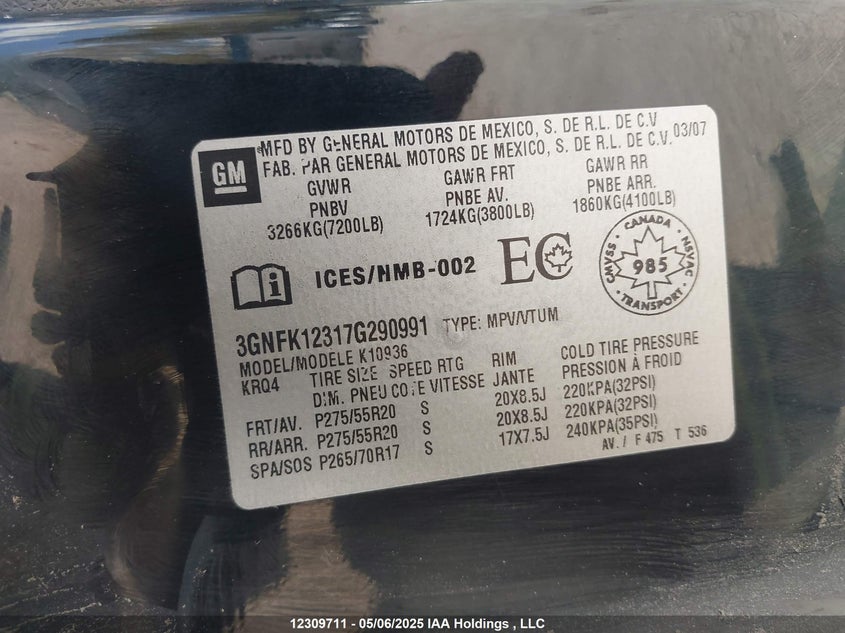 GM
MFD BY GENERAL MOTORS DE MEXICO, S. DE R.L. DE C.V
FAB. PAR GENERAL MOTORS DE MEXICO, S. DE R.L. DE C.V. 03/07
GVWR GAWR FRT GAWR RR
PNBV PNBE AV. PNBE ARR.
3266KG(7200LB) 1724KG(3800LB) 1860KG(4100LB)
i ICES/NMB-002 EC
CANADA
CMVSS 985 NSVAC
TRANSPORT
3GNFK12317G290991 TYPE: MPV/VTUM
MODEL/MODÈLE K10936
KRQ4 TIRE SIZE SPEED RTG RIM COLD TIRE PRESSURE
DIM. PNEU COTE VITESSE JANTE PRESSION À FROID
FRT/AV. P275/55R20 S 20X8.5J 220KPA(32PSI)
RR/ARR. P275/55R20 S 20X8.5J 220KPA(32PSI)
SPA/SOS P265/70R17 S 17X7.5J 240KPA(35PSI)
AV. / F 475 T 536
12309711 - 05/06/2025 IAA Holdings , LLC